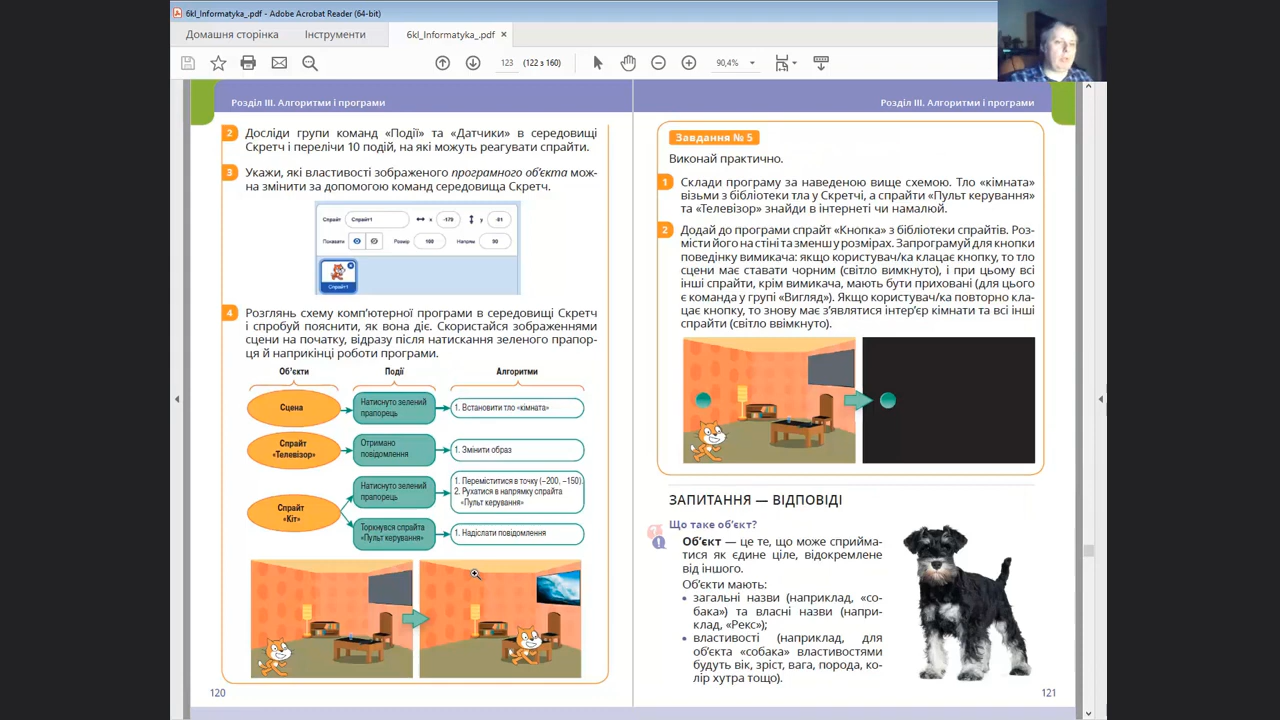 6kl_Informatyka_.pdf - Adobe Acrobat Reader (64-bit)
Домашня сторінка
Інструменти
6kl_Informatyka_.pdf ×
123 (122 з 160)
90,4%
Розділ ІІІ. Алгоритми і програми
2 Досліди групи команд «Події» та «Датчики» в середовищі
Скретч і перелічи 10 подій, на які можуть реагувати спрайти.
3 Укажи, які властивості зображеного програмного об’єкта мож-
на змінити за допомогою команд середовища Скретч.
Спрайт Спрайт1 x -179 y -81
Показати Розмір 100 Напрям 90
Спрайт1
4 Розглянь схему комп’ютерної програми в середовищі Скретч
і спробуй пояснити, як вона діє. Скористайся зображеннями
сцени на початку, відразу після натискання зеленого прапор-
ця й наприкінці роботи програми.
Об’єкти Події Алгоритми
Сцена
Натиснуто зелений
прапорець
1. Встановити тло «кімната»
Спрайт
«Телевізор»
Отримано
повідомлення
1. Змінити образ
Спрайт
«Кіт»
Натиснуто зелений
прапорець
1. Переміститися в точку (−200, −150).
2. Рухатися в напрямку спрайта
«Пульт керування»
Торкнувся спрайта
«Пульт керування»
1. Надіслати повідомлення
120
Розділ ІІІ. Алгоритми і програми
Завдання № 5
Виконай практично.
1 Склади програму за наведеною вище схемою. Тло «кімната»
візьми з бібліотеки тла у Скретчі, а спрайти «Пульт керування»
та «Телевізор» знайди в інтернеті чи намалюй.
2 Додай до програми спрайт «Кнопка» з бібліотеки спрайтів. Роз-
місти його на стіні та зменш у розмірах. Запрограмуй для кнопки
поведінку вимикача: якщо користувач/ка клацає кнопку, то тло
сцени має ставати чорним (світло вимкнуто), і при цьому всі
інші спрайти, крім вимикача, мають бути приховані (для цього
є команда у групі «Вигляд»). Якщо користувач/ка повторно кла-
цає кнопку, то знову має з’являтися інтер’єр кімнати та всі інші
спрайти (світло ввімкнуто).
ЗАПИТАННЯ — ВІДПОВІДІ
Що таке об’єкт?
Об’єкт — це те, що може сприйма-
тися як єдине ціле, відокремлене
від іншого.
Об’єкти мають:
• загальні назви (наприклад, «со-
бака») та власні назви (напри-
клад, «Рекс»);
• властивості (наприклад, для
об’єкта «собака» властивостями
будуть вік, зріст, вага, порода, ко-
лір хутра тощо).
121